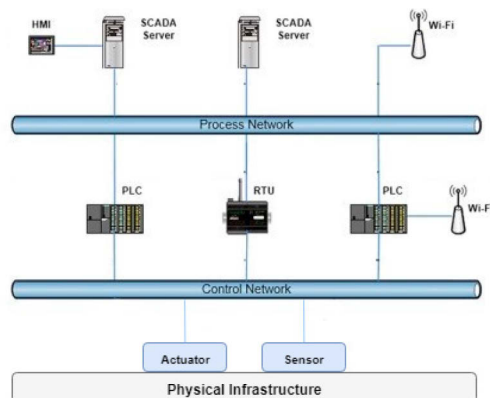 HMI
SCADA
Server
SCADA
Server
Wi-Fi
Process Network
PLC
RTU
PLC
Wi-F
Control Network
Actuator
Sensor
Physical Infrastructure